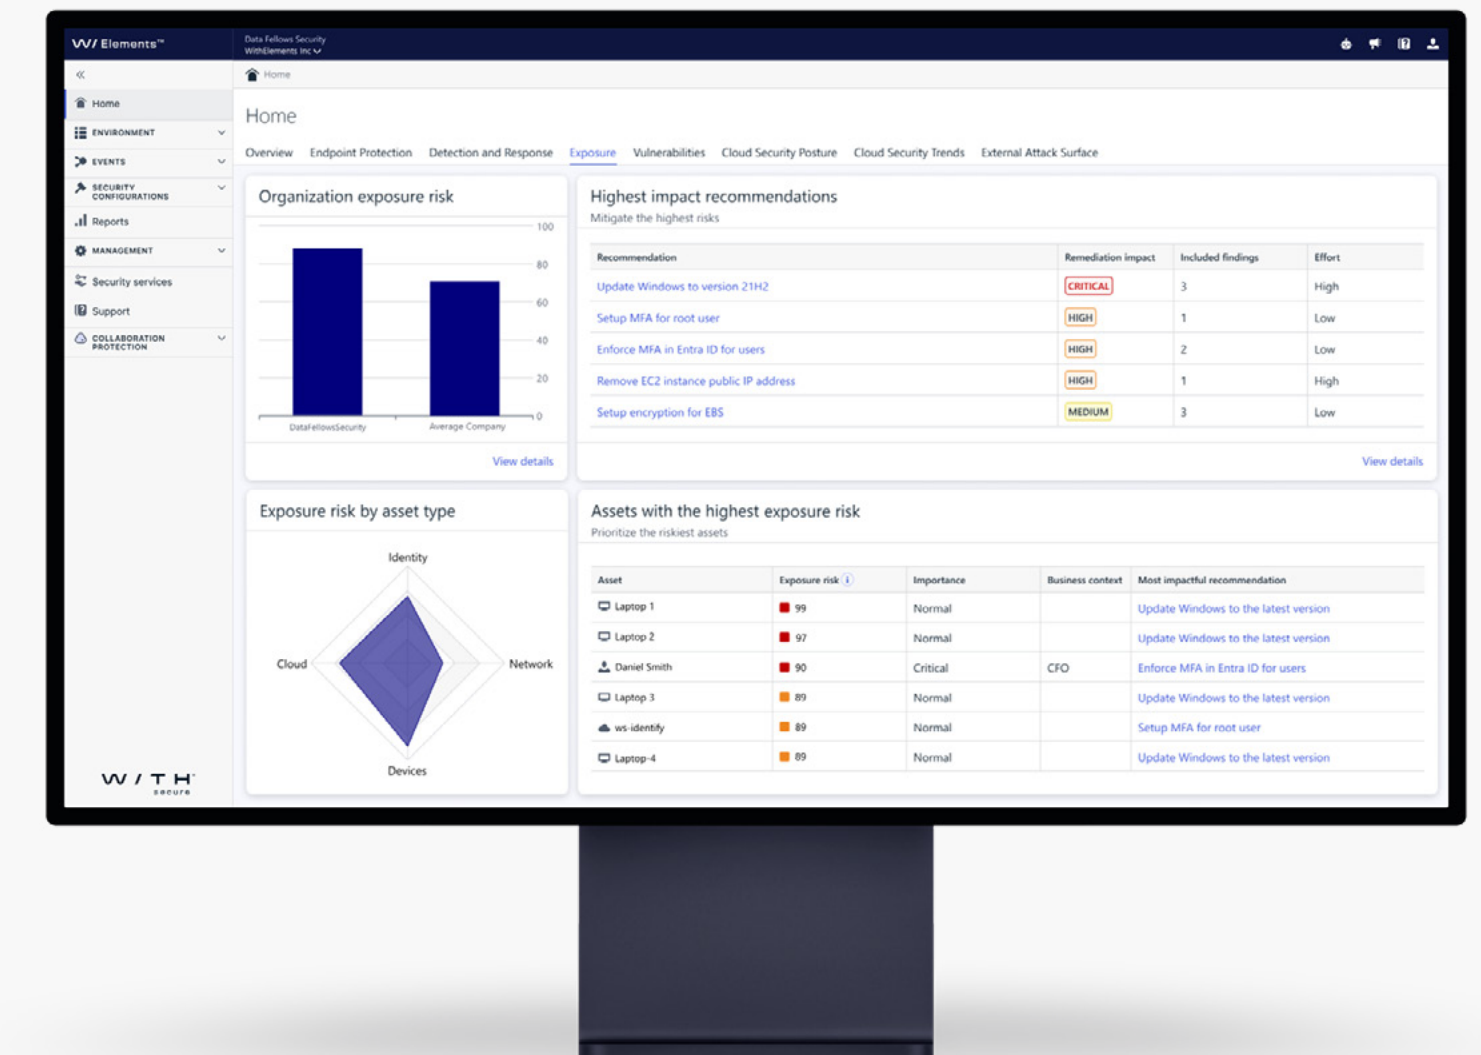 W/ Elements™
Data Fellows Security
WithElements Inc
Home
Home
ENVIRONMENT
EVENTS
SECURITY
CONFIGURATIONS
Reports
MANAGEMENT
Security services
Support
COLLABORATION
PROTECTION
W / T H
secure
Home
Overview Endpoint Protection Detection and Response Exposure Vulnerabilities Cloud Security Posture Cloud Security Trends External Attack Surface
Organization exposure risk
100
80
60
40
20
0
DataFellowsSecurity Average Company
View details
Highest impact recommendations
Mitigate the highest risks
Recommendation Remediation impact Included findings Effort
Update Windows to version 21H2 CRITICAL 3 High
Setup MFA for root user HIGH 1 Low
Enforce MFA in Entra ID for users HIGH 2 Low
Remove EC2 instance public IP address HIGH 1 High
Setup encryption for EBS MEDIUM 3 Low
View details
Exposure risk by asset type
Identity
Cloud Network
Devices
Assets with the highest exposure risk
Prioritize the riskiest assets
Asset Exposure risk i Importance Business context Most impactful recommendation
Laptop 1 99 Normal Update Windows to the latest version
Laptop 2 97 Normal Update Windows to the latest version
Daniel Smith 90 Critical CFO Enforce MFA in Entra ID for users
Laptop 3 89 Normal Update Windows to the latest version
ws-identify 89 Normal Setup MFA for root user
Laptop-4 89 Normal Update Windows to the latest version